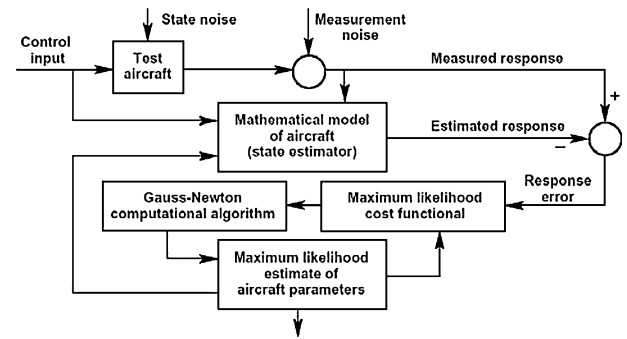 State noise
Measurement
noise
Control
input
Test
aircraft
Measured response
+
Mathematical model
of aircraft
(state estimator)
Estimated response
–
Response
error
Gauss-Newton
computational algorithm
Maximum likelihood
cost functional
Maximum likelihood
estimate of
aircraft parameters